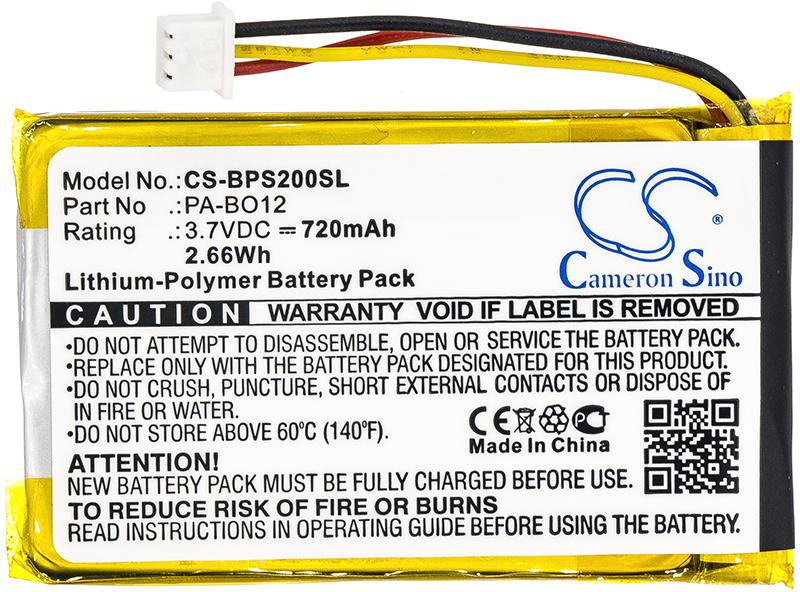 Model No.: CS-BPS200SL
Part No .: PA-BO12
Rating .: 3.7VDC ⎓ 720mAh
2.66Wh
Lithium-Polymer Battery Pack
CS ®
Cameron Sino
CAUTION WARRANTY VOID IF LABEL IS REMOVED
•DO NOT ATTEMPT TO DISASSEMBLE, OPEN OR SERVICE THE BATTERY PACK.
•REPLACE ONLY WITH THE BATTERY PACK DESIGNATED FOR YOUR PRODUCT.
•DO NOT CRUSH, PUNCTURE, SHORT EXTERNAL CONTACTS OR DISPOSE OF
IN FIRE OR WATER.
•DO NOT STORE ABOVE 60°C (140°F).
CE
Made In China
ATTENTION!
NEW BATTERY PACK MUST BE FULLY CHARGED BEFORE USE.
TO REDUCE RISK OF FIRE OR BURNS
READ INSTRUCTIONS IN OPERATING GUIDE BEFORE USING THE BATTERY.